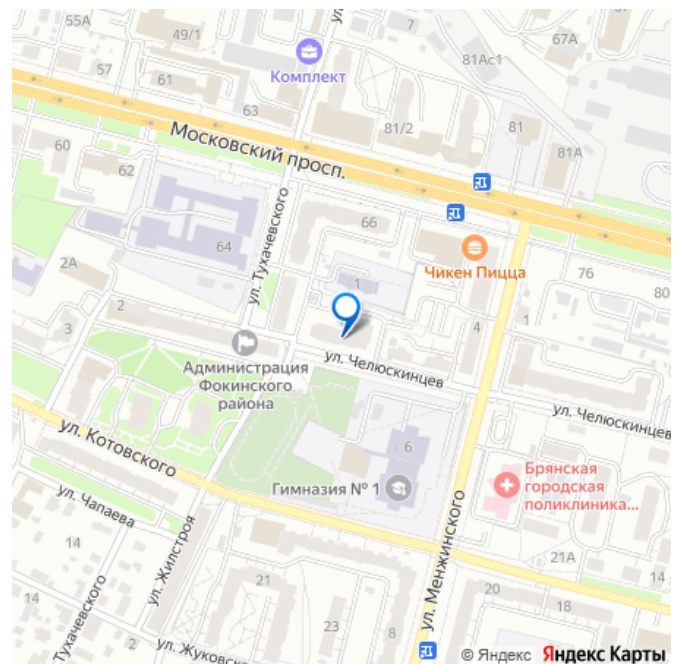 55А
49/1
ул.
7
67А
81Ас1
57
61
Комплект
63
81/2
81
81А
60
62
Московский просп.
66
64
ул. Тухачевского
Чикен Пицца
2А
1
76
80
2
3
4
1
Администрация
Фокинского
района
ул. Челюскинцев
ул. Челюскинцев
ул. Котовского
6
Гимназия № 1
Брянская
городская
поликлиника...
ул. Чапаева
14
ул. Жилстроя
ул. Менжинского
21А
14
14
Тухачевского
21
23
8
20
18
ул. Жуковско
© Яндекс Яндекс Карты